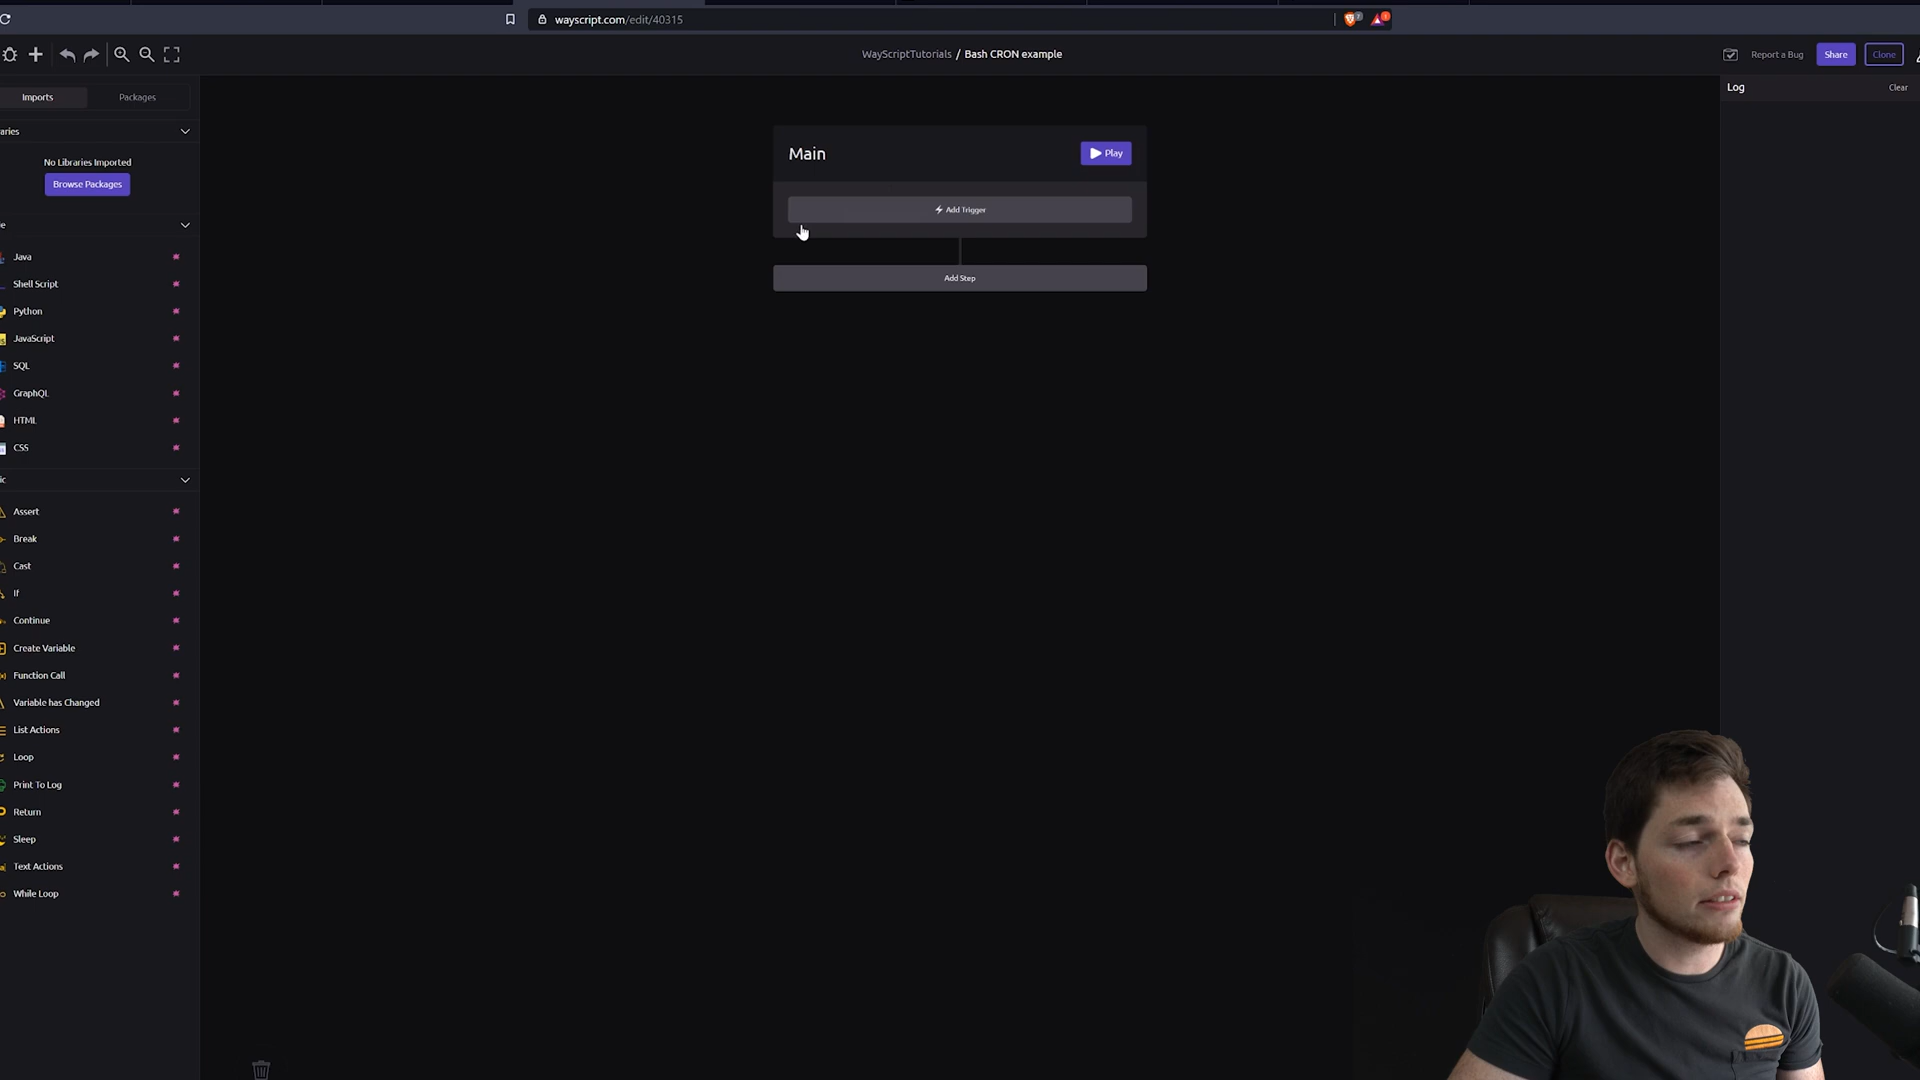 wayscript.com/edit/40315
WayScriptTutorials / Bash CRON example
Report a Bug
Share
Clone
Imports
Packages
Log
Clear
aries
No Libraries Imported
Browse Packages
Main
Play
Add Trigger
Add Step
Java
Shell Script
Python
JavaScript
SQL
GraphQL
HTML
CSS
Assert
Break
Cast
If
Continue
Create Variable
Function Call
Variable has Changed
List Actions
Loop
Print To Log
Return
Sleep
Text Actions
While Loop